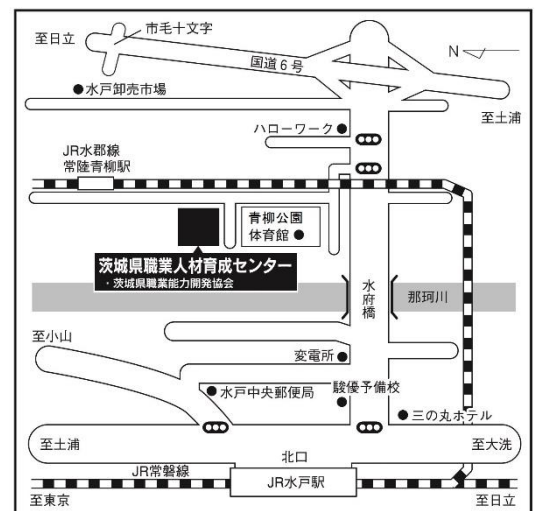 至日立
市毛十文字
国道6号
N
水戸卸売市場
至土浦
ハローワーク
JR水郡線
常陸青柳駅
青柳公園
体育館
茨城県職業人材育成センター
・茨城県職業能力開発協会
水府橋
那珂川
至小山
変電所
水戸中央郵便局
駿優予備校
三の丸ホテル
至土浦
北口
至大洗
JR常磐線
JR水戸駅
至東京
至日立